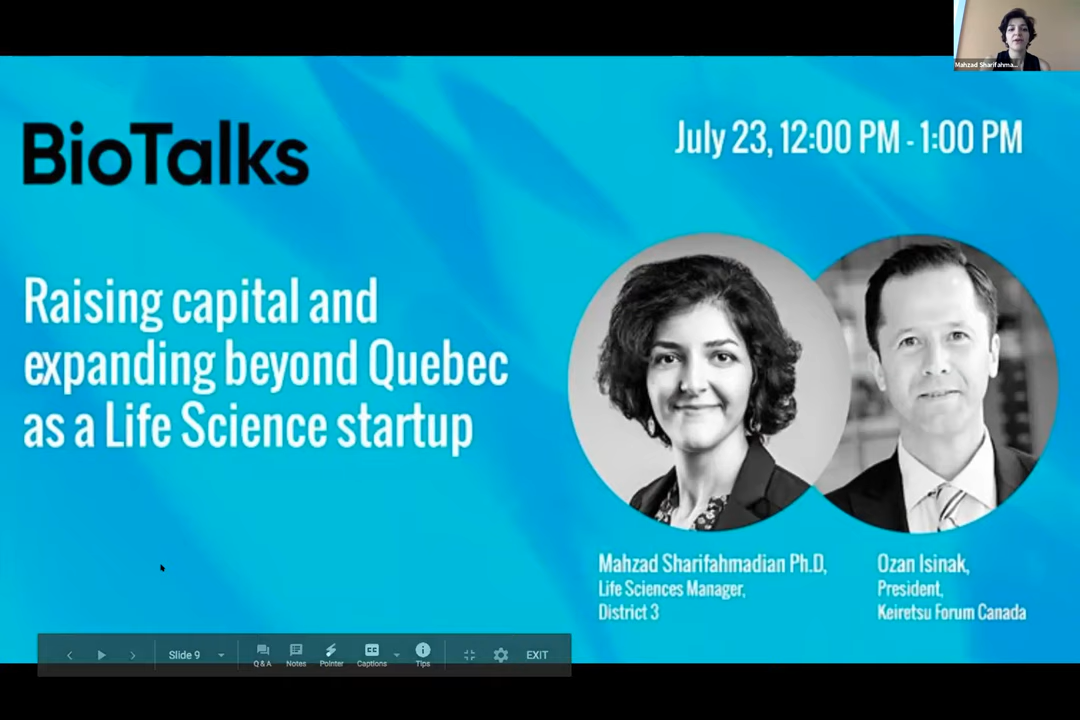 Mahzad Sharifahma...
BioTalks
July 23, 12:00 PM - 1:00 PM
Raising capital and
expanding beyond Quebec
as a Life Science startup
Mahzad Sharifahmadian Ph.D,
Life Sciences Manager,
District 3
Ozan Isinak,
President,
Keiretsu Forum Canada
Slide 9
Q & A
Notes
Pointer
Captions
Tips
EXIT